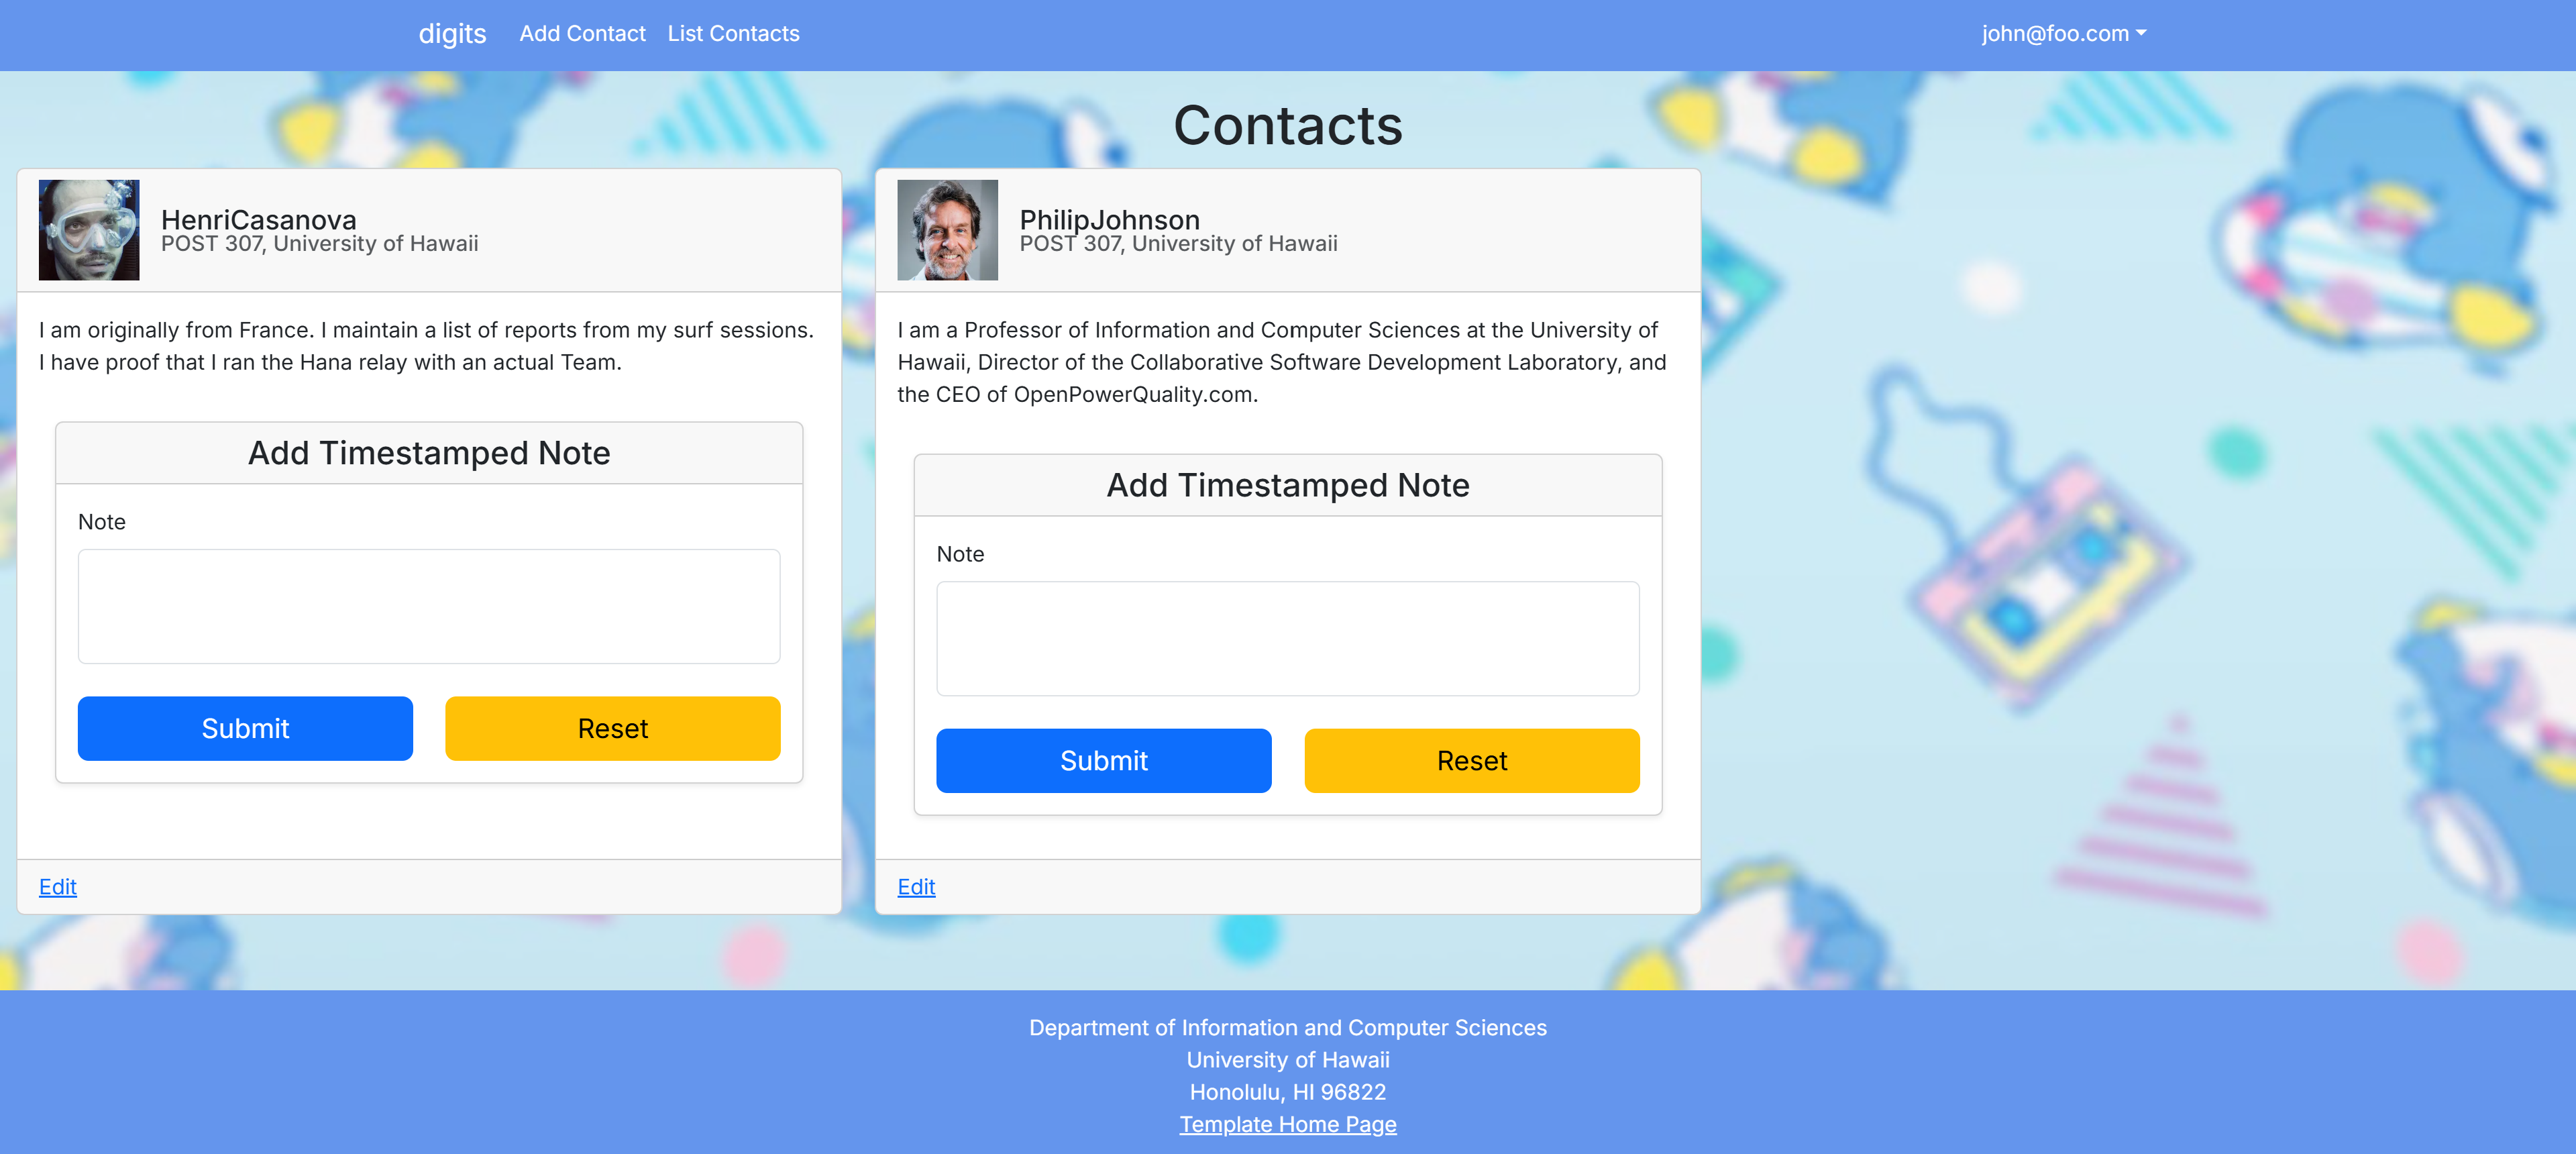 digits Add Contact List Contacts john@foo.com
Contacts
HenriCasanova
POST 307, University of Hawaii
I am originally from France. I maintain a list of reports from my surf sessions.
I have proof that I ran the Hana relay with an actual Team.
Add Timestamped Note
Note
Submit Reset
Edit
PhilipJohnson
POST 307, University of Hawaii
I am a Professor of Information and Computer Sciences at the University of
Hawaii, Director of the Collaborative Software Development Laboratory, and
the CEO of OpenPowerQuality.com.
Add Timestamped Note
Note
Submit Reset
Edit
Department of Information and Computer Sciences
University of Hawaii
Honolulu, HI 96822
Template Home Page